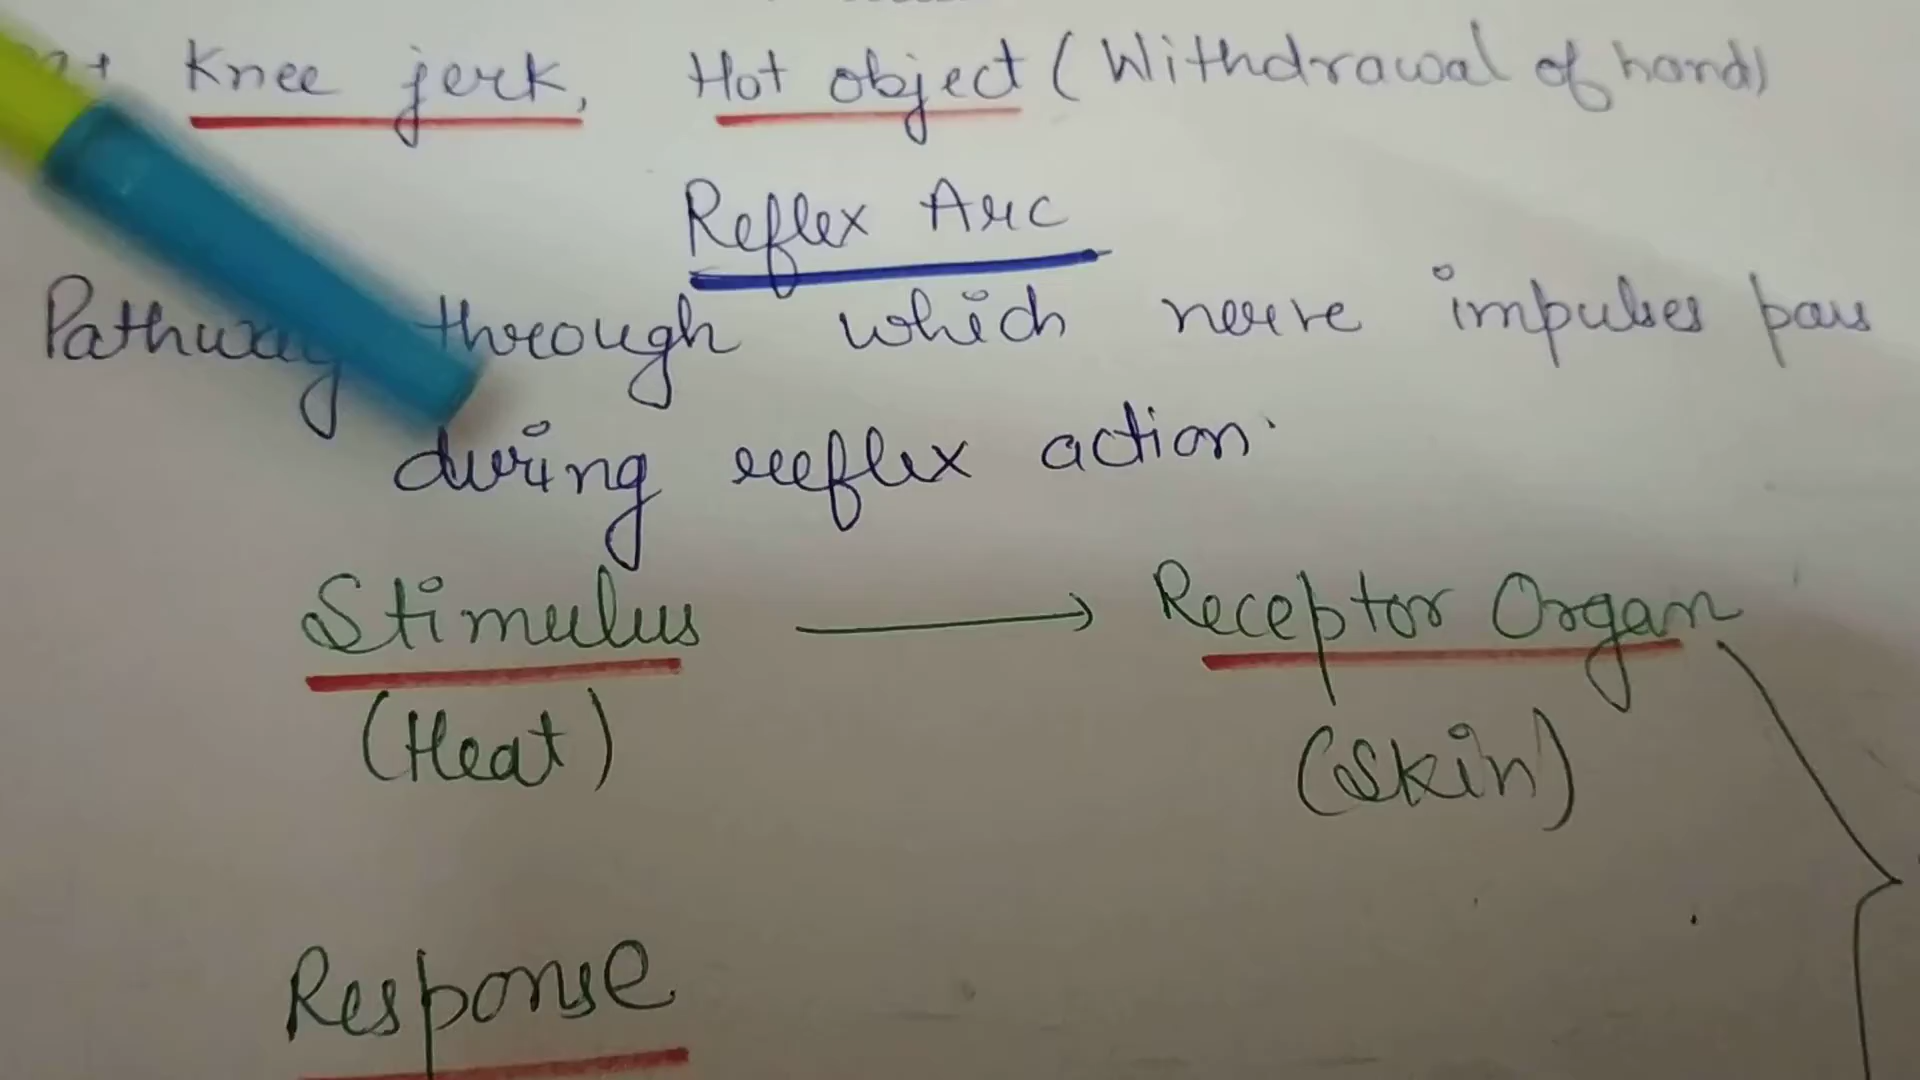 Knee jerk, Hot object (Withdrawal of hand)
Reflex Arc
Pathway through which nerve impulses pass
during reflex action.
Stimulus → Receptor Organ
(Heat) (Skin)
Response